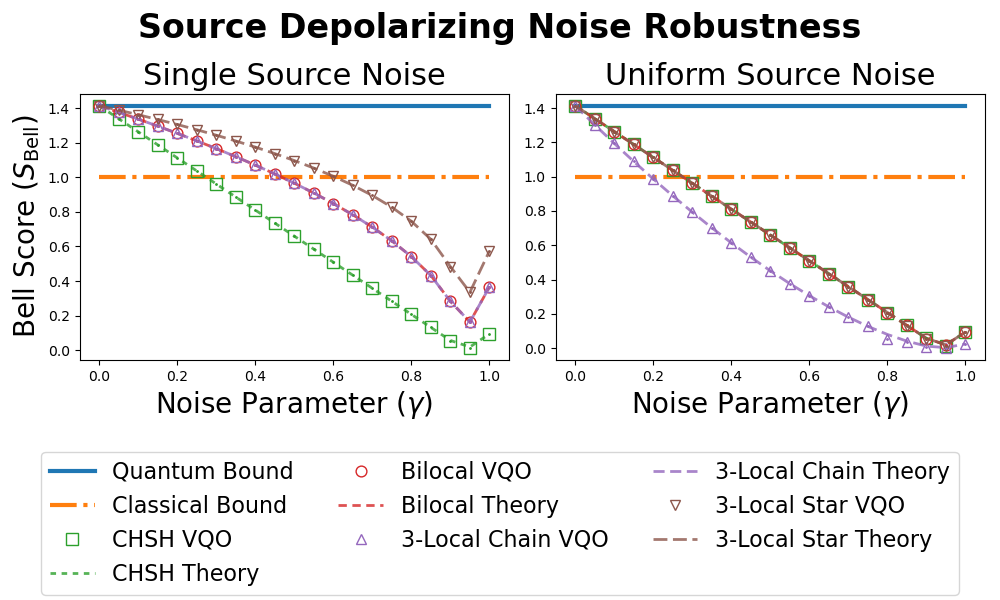 Source Depolarizing Noise Robustness
Single Source Noise
Uniform Source Noise
Bell Score (S_Bell)
1.4
1.2
1.0
0.8
0.6
0.4
0.2
0.0
0.0 0.2 0.4 0.6 0.8 1.0
Noise Parameter (γ)
1.4
1.2
1.0
0.8
0.6
0.4
0.2
0.0
0.0 0.2 0.4 0.6 0.8 1.0
Noise Parameter (γ)
Quantum Bound
Classical Bound
CHSH VQO
CHSH Theory
Bilocal VQO
Bilocal Theory
3-Local Chain VQO
3-Local Chain Theory
3-Local Star VQO
3-Local Star Theory